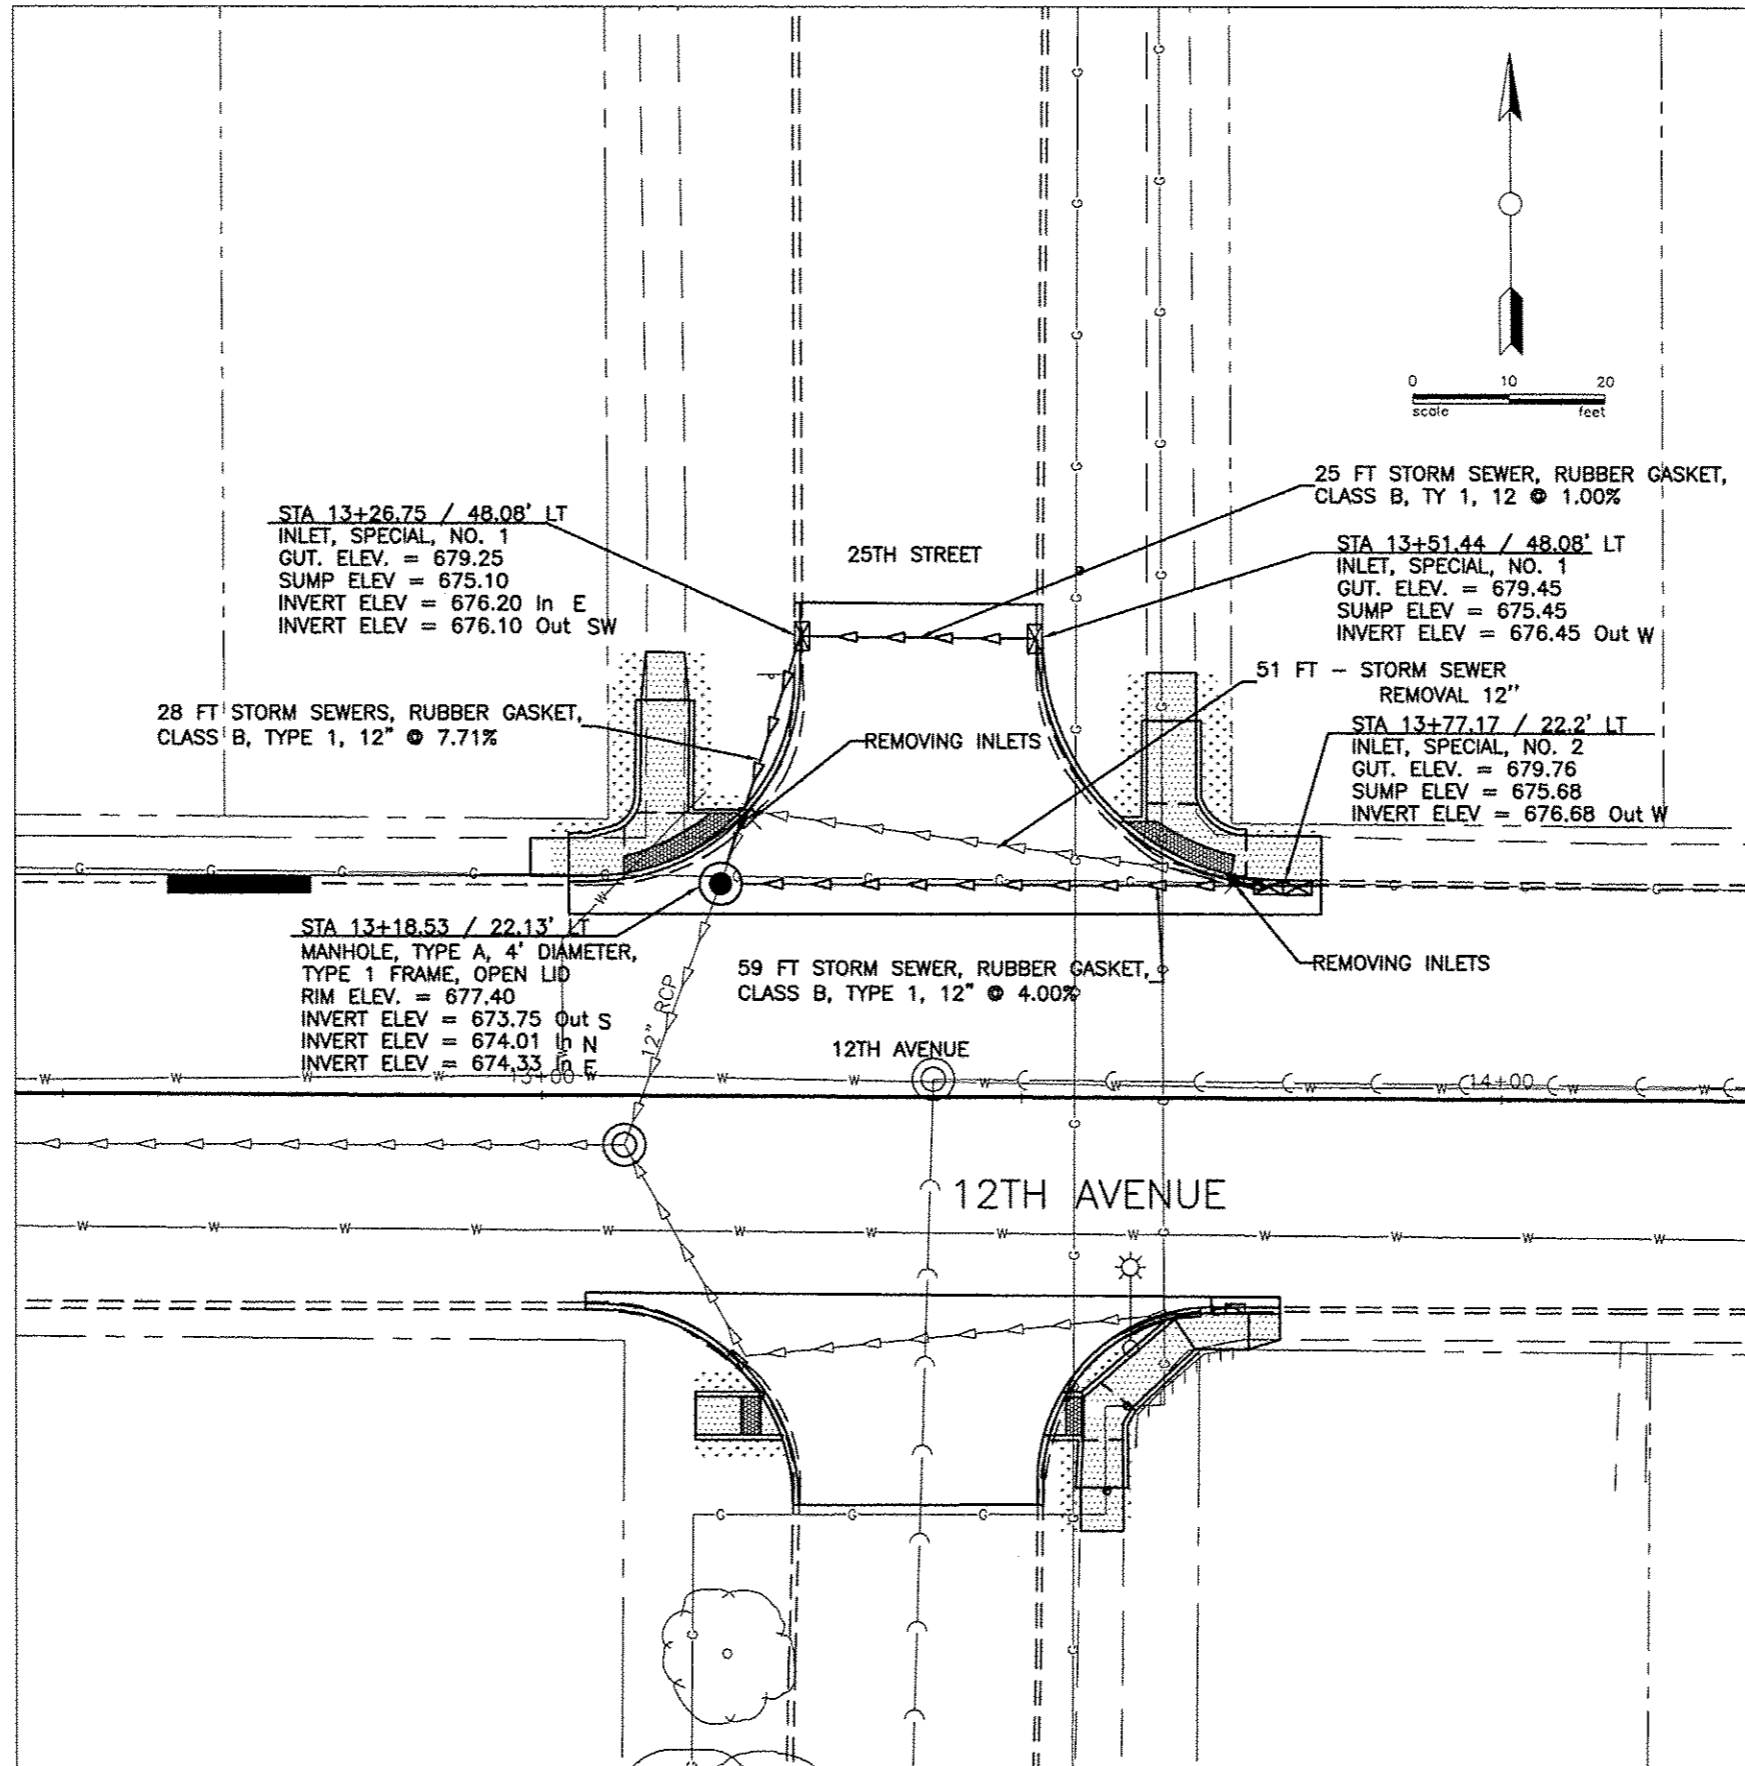 0 10 20
scale feet
25 FT STORM SEWER, RUBBER GASKET,
CLASS B, TY 1, 12 @ 1.00%
STA 13+26.75 / 48.08' LT
INLET, SPECIAL, NO. 1
GUT. ELEV. = 679.25
SUMP ELEV = 675.10
INVERT ELEV = 676.20 In E
INVERT ELEV = 676.10 Out SW
25TH STREET
STA 13+51.44 / 48.08' LT
INLET, SPECIAL, NO. 1
GUT. ELEV. = 679.45
SUMP ELEV = 675.45
INVERT ELEV = 676.45 Out W
51 FT - STORM SEWER
REMOVAL 12"
28 FT STORM SEWERS, RUBBER GASKET,
CLASS B, TYPE 1, 12" @ 7.71%
REMOVING INLETS
STA 13+77.17 / 22.2' LT
INLET, SPECIAL, NO. 2
GUT. ELEV. = 679.76
SUMP ELEV = 675.68
INVERT ELEV = 676.68 Out W
STA 13+18.53 / 22.13' LT
MANHOLE, TYPE A, 4' DIAMETER,
TYPE 1 FRAME, OPEN LID
RIM ELEV. = 677.40
INVERT ELEV = 673.75 Out S
INVERT ELEV = 674.01 In N
INVERT ELEV = 674.33 In E
59 FT STORM SEWER, RUBBER GASKET,
CLASS B, TYPE 1, 12" @ 4.00%
REMOVING INLETS
12" RCP
12TH AVENUE
13+00
14+00
12TH AVENUE